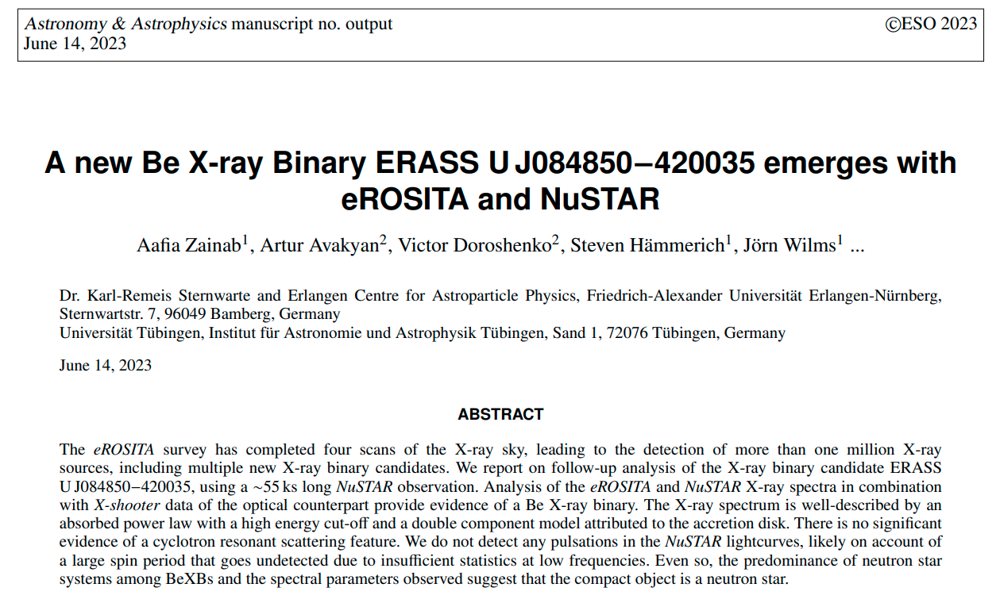 Astronomy & Astrophysics manuscript no. output ©ESO 2023
June 14, 2023
A new Be X-ray Binary ERASS U J084850−420035 emerges with
eROSITA and NuSTAR
Aafia Zainab1, Artur Avakyan2, Victor Doroshenko2, Steven Hämmerich1, Jörn Wilms1 ...
Dr. Karl-Remeis Sternwarte and Erlangen Centre for Astroparticle Physics, Friedrich-Alexander Universität Erlangen-Nürnberg,
Sternwartstr. 7, 96049 Bamberg, Germany
Universität Tübingen, Institut für Astronomie und Astrophysik Tübingen, Sand 1, 72076 Tübingen, Germany
June 14, 2023
ABSTRACT
The eROSITA survey has completed four scans of the X-ray sky, leading to the detection of more than one million X-ray
sources, including multiple new X-ray binary candidates. We report on follow-up analysis of the X-ray binary candidate ERASS
U J084850−420035, using a ~55 ks long NuSTAR observation. Analysis of the eROSITA and NuSTAR X-ray spectra in combination
with X-shooter data of the optical counterpart provide evidence of a Be X-ray binary. The X-ray spectrum is well-described by an
absorbed power law with a high energy cut-off and a double component model attributed to the accretion disk. There is no significant
evidence of a cyclotron resonant scattering feature. We do not detect any pulsations in the NuSTAR lightcurves, likely on account of
a large spin period that goes undetected due to insufficient statistics at low frequencies. Even so, the predominance of neutron star
systems among BeXBs and the spectral parameters observed suggest that the compact object is a neutron star.